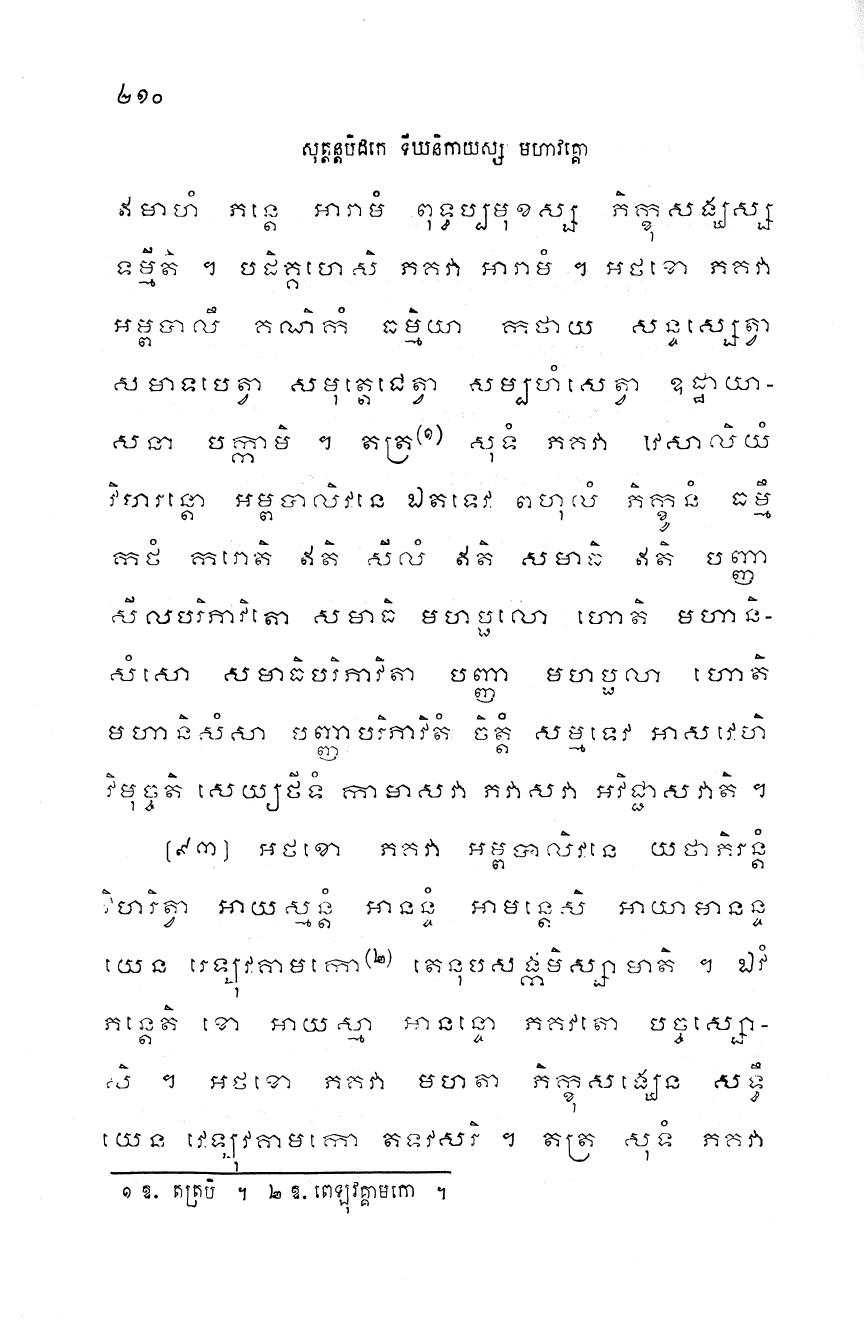 ២១០
សុត្តន្តបិដកេ ទីឃនិកាយស្ស មហាវគ្គោ
ឥមាហំ ភន្តេ អារាមំ ពុទ្ធប្បមុខស្ស ភិក្ខុសង្ឃស្ស
ទម្មីតិ ។ បដិគ្គហេសិ ភគវា អារាមំ ។ អថខោ ភគវា
អម្ពបាលឹ គណិកំ ធម្មិយា កថាយ សន្ទស្សេត្វា
សមាទបេត្វា សមុត្តេជេត្វា សម្បហំសេត្វា ឧដ្ឋាយា-
សនា បក្កាមិ ។ តត្រ(១) សុទំ ភគវា វេសាលិយំ
វិហរន្តោ អម្ពបាលិវនេ ឯតទេវ ពហុលំ ភិក្ខូនំ ធម្មឹ
កថំ ករោតិ ឥតិ សីលំ ឥតិ សមាធិ ឥតិ បញ្ញា
សីលបរិភាវិតោ សមាធិ មហប្ផលោ ហោតិ មហានិ-
សំសោ សមាធិបរិភាវិតា បញ្ញា មហប្ផលា ហោតិ
មហានិសំសា បញ្ញាបរិភាវិតំ ចិត្តំ សម្មទេវ អាសវេហិ
វិមុច្ចតិ សេយ្យថីទំ កាមាសវា ភវាសវា អវិជ្ជាសវាតិ ។
[៩៣] អថខោ ភគវា អម្ពបាលិវនេ យថាភិរន្តំ
វិហរិត្វា អាយស្មន្តំ អានន្ទំ អាមន្តេសិ អាយាមានន្ទ
យេន វេឡុវគាមកោ(២) តេនុបសង្កមិស្សាមាតិ ។ ឯវំ
ភន្តេតិ ខោ អាយស្មា អានន្ទោ ភគវតោ បច្ចស្សោ-
សិ ។ អថខោ ភគវា មហតា ភិក្ខុសង្ឃេន សទ្ធឹ
យេន វេឡុវគាមកោ តទវសរិ ។ តត្រ សុទំ ភគវា
១ ឧ. តត្របិ ។ ២ ឧ. ពេឡុវគ្គាមកោ ។